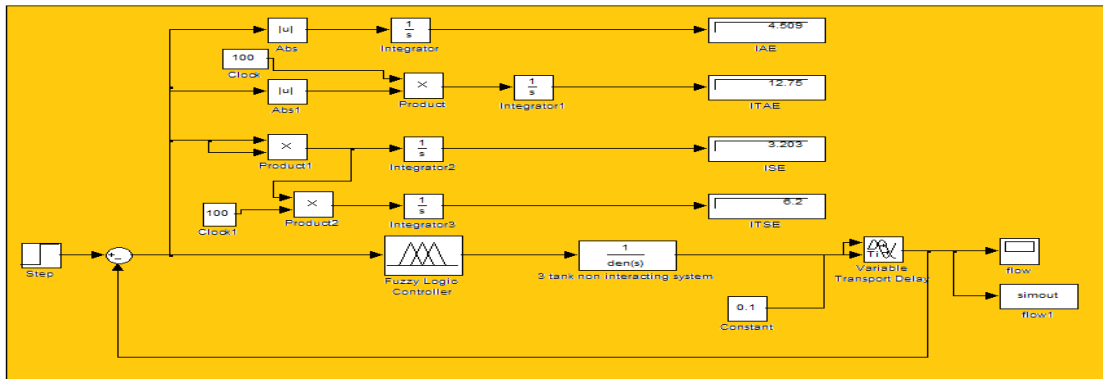 |u|
Abs
1
s
Integrator
4.509
IAE
100
Clock
|u|
Abs1
×
Product
1
s
Integrator1
12.75
ITAE
×
Product1
1
s
Integrator2
3.203
ISE
100
Clock1
×
Product2
1
s
Integrator3
6.2
ITSE
Step
+
−
Fuzzy Logic
Controller
1
den(s)
3 tank non interacting system
0.1
Constant
Ti
Variable
Transport Delay
flow
simout
flow1